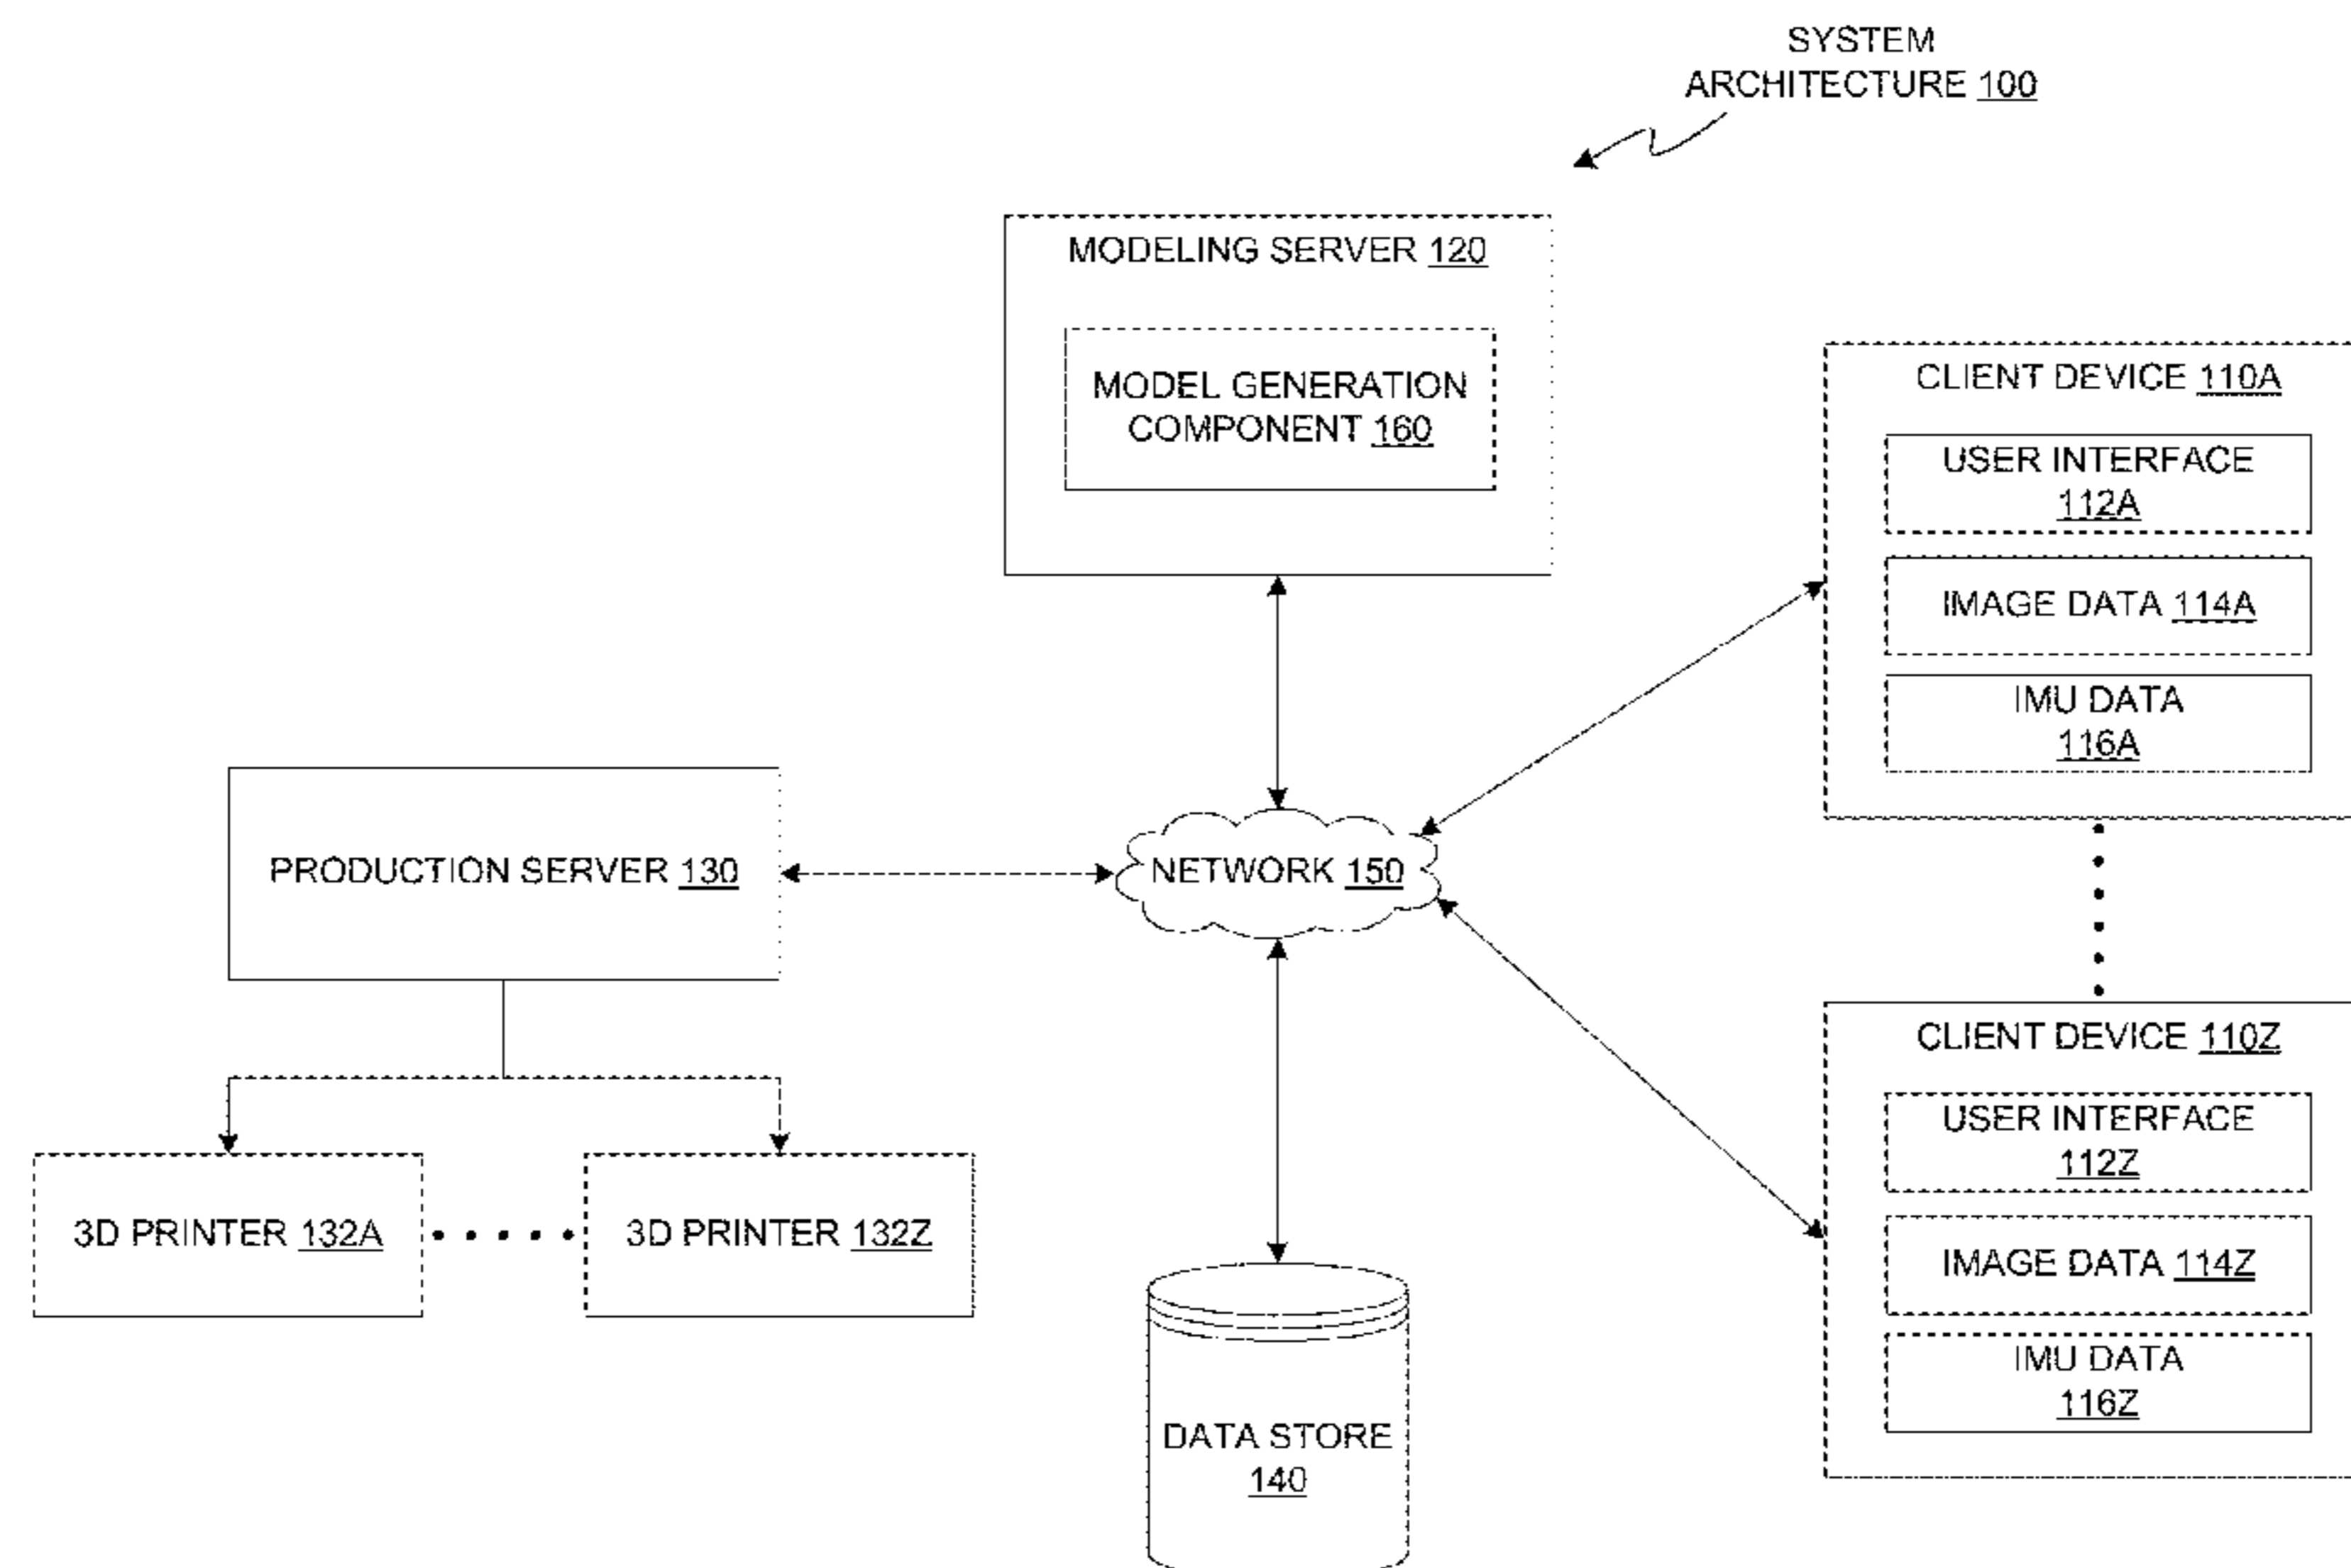 SYSTEM
ARCHITECTURE 100
MODELING SERVER 120
MODEL GENERATION
COMPONENT 160
CLIENT DEVICE 110A
USER INTERFACE
112A
IMAGE DATA 114A
IMU DATA
116A
PRODUCTION SERVER 130
NETWORK 150
CLIENT DEVICE 110Z
USER INTERFACE
112Z
IMAGE DATA 114Z
IMU DATA
116Z
3D PRINTER 132A
3D PRINTER 132Z
DATA STORE
140